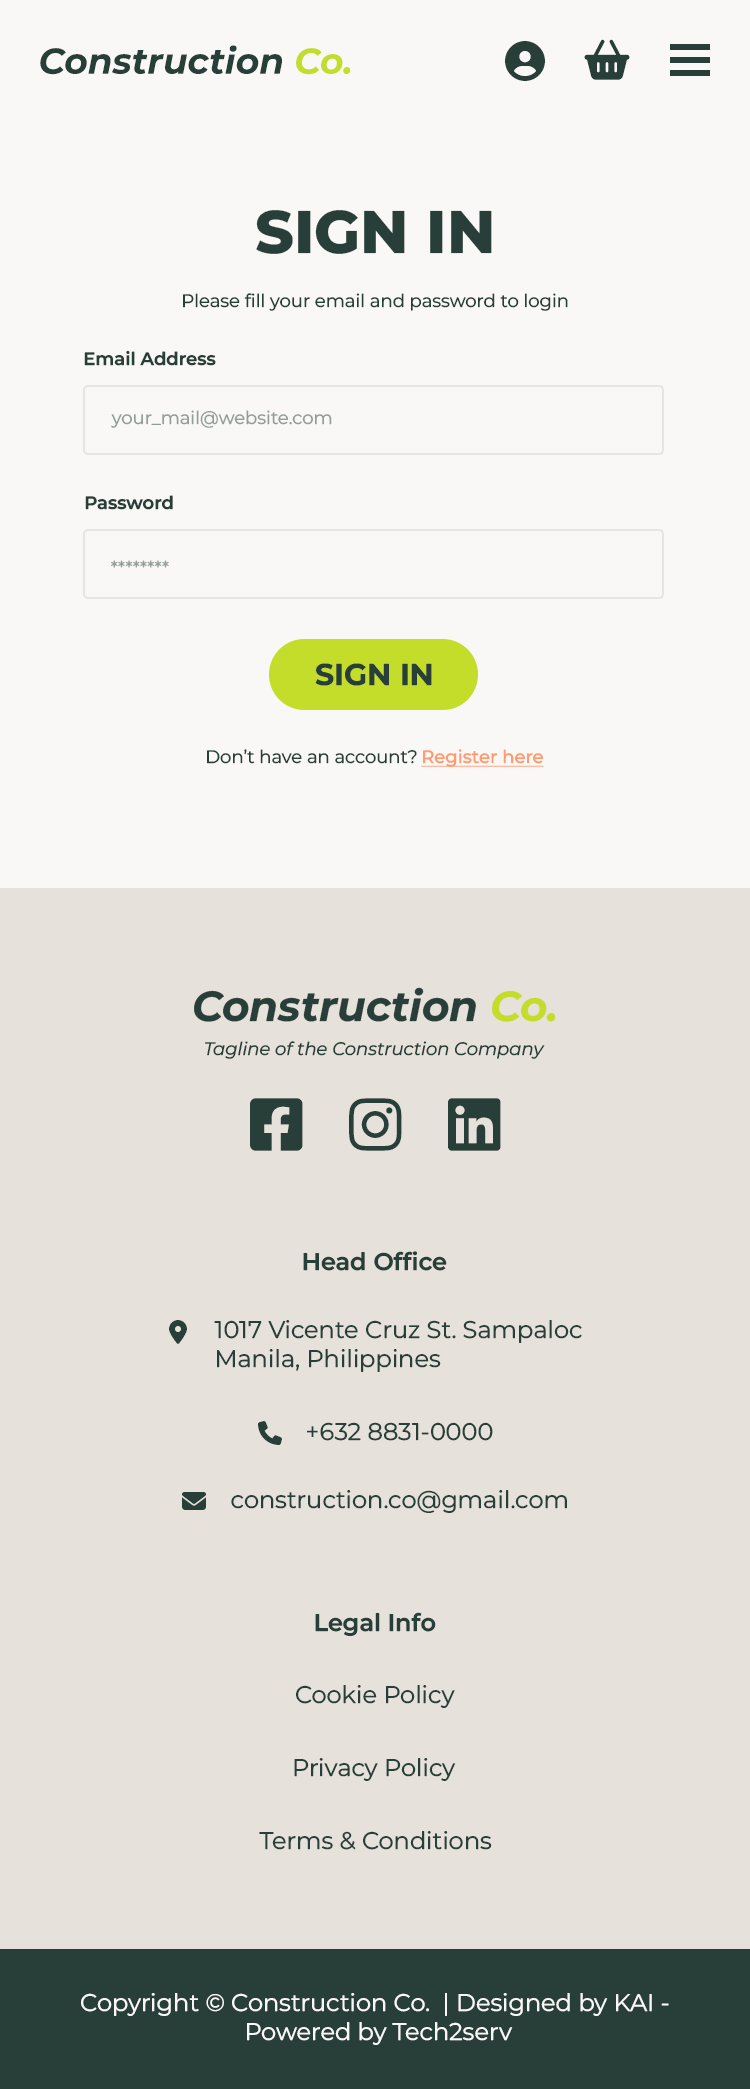 Construction Co.
SIGN IN
Please fill your email and password to login
Email Address
your_mail@website.com
Password
********
SIGN IN
Don’t have an account? Register here
Construction Co.
Tagline of the Construction Company
Head Office
1017 Vicente Cruz St. Sampaloc
Manila, Philippines
+632 8831-0000
construction.co@gmail.com
Legal Info
Cookie Policy
Privacy Policy
Terms & Conditions
Copyright © Construction Co. | Designed by KAI -
Powered by Tech2serv